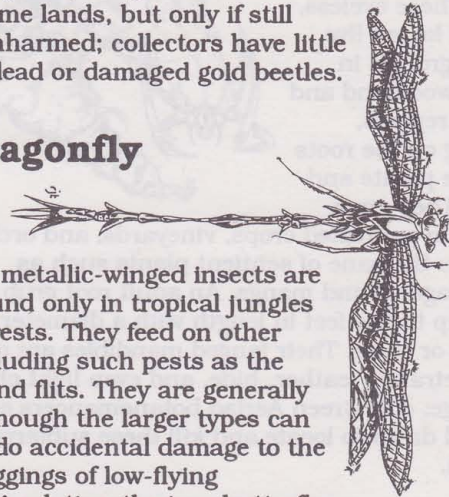 me lands, but only if still
harmed; collectors have little
dead or damaged gold beetles.
agonfly
metallic-winged insects are
nd only in tropical jungles
ests. They feed on other
uding such pests as the
nd flits. They are generally
hough the larger types can
do accidental damage to the
ggings of low-flying